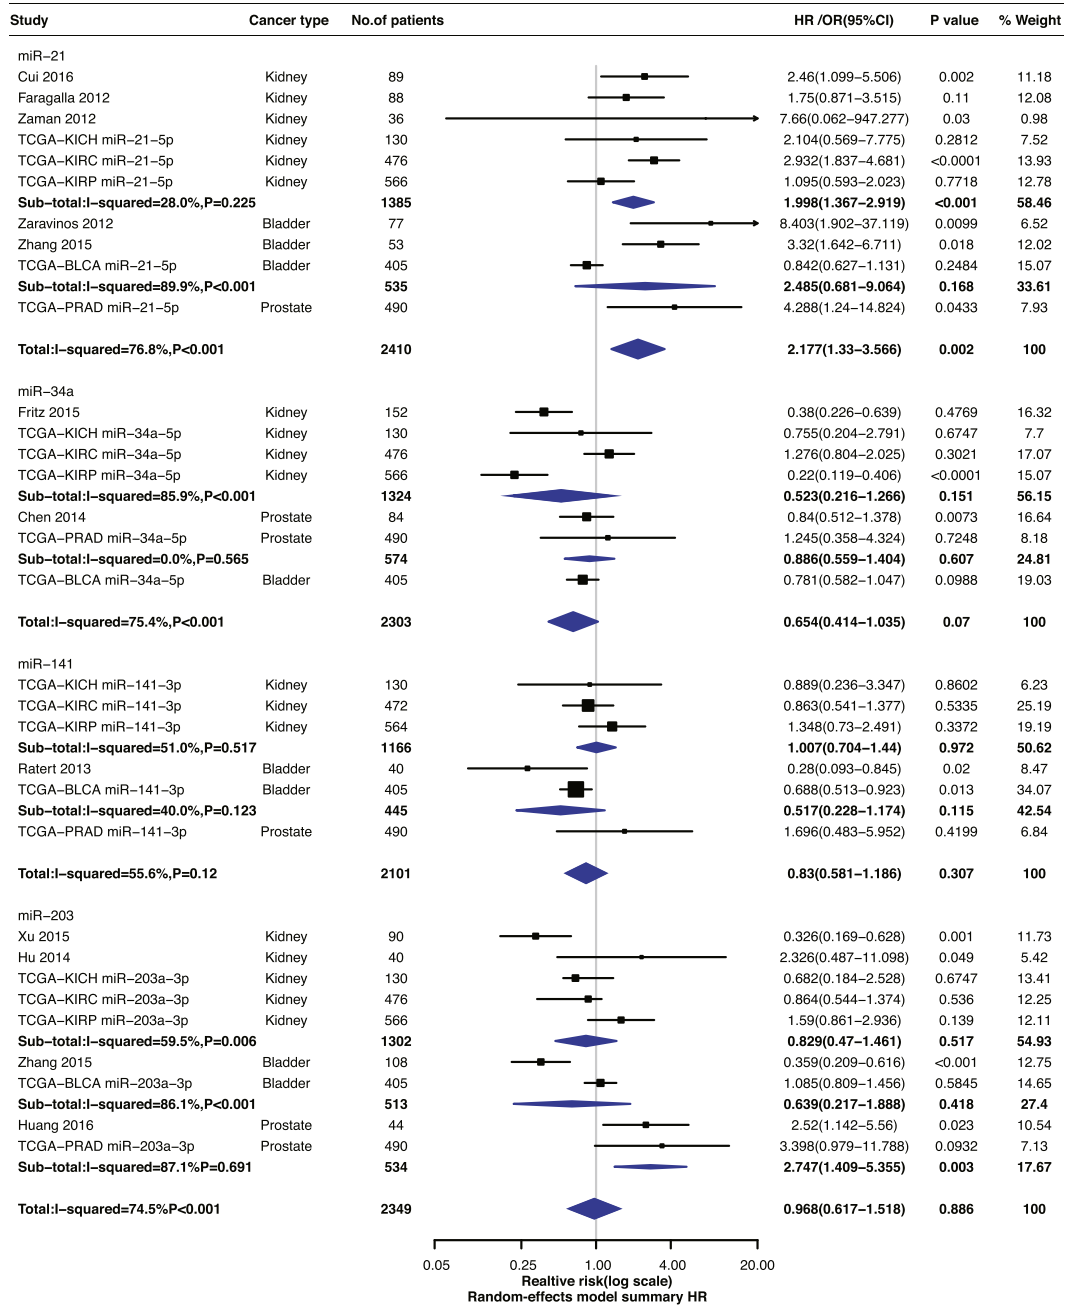 Study Cancer type No.of patients HR /OR(95%CI) P value % Weight
miR−21
Cui 2016 Kidney 89 2.46(1.099−5.506) 0.002 11.18
Faragalla 2012 Kidney 88 1.75(0.871−3.515) 0.11 12.08
Zaman 2012 Kidney 36 7.66(0.062−947.277) 0.03 0.98
TCGA−KICH miR−21−5p Kidney 130 2.104(0.569−7.775) 0.2812 7.52
TCGA−KIRC miR−21−5p Kidney 476 2.932(1.837−4.681) <0.0001 13.93
TCGA−KIRP miR−21−5p Kidney 566 1.095(0.593−2.023) 0.7718 12.78
Sub−total:I−squared=28.0%,P=0.225 1385 1.998(1.367−2.919) <0.001 58.46
Zaravinos 2012 Bladder 77 8.403(1.902−37.119) 0.0099 6.52
Zhang 2015 Bladder 53 3.32(1.642−6.711) 0.018 12.02
TCGA−BLCA miR−21−5p Bladder 405 0.842(0.627−1.131) 0.2484 15.07
Sub−total:I−squared=89.9%,P<0.001 535 2.485(0.681−9.064) 0.168 33.61
TCGA−PRAD miR−21−5p Prostate 490 4.288(1.24−14.824) 0.0433 7.93
Total:I−squared=76.8%,P<0.001 2410 2.177(1.33−3.566) 0.002 100
miR−34a
Fritz 2015 Kidney 152 0.38(0.226−0.639) 0.4769 16.32
TCGA−KICH miR−34a−5p Kidney 130 0.755(0.204−2.791) 0.6747 7.7
TCGA−KIRC miR−34a−5p Kidney 476 1.276(0.804−2.025) 0.3021 17.07
TCGA−KIRP miR−34a−5p Kidney 566 0.22(0.119−0.406) <0.0001 15.07
Sub−total:I−squared=85.9%,P<0.001 1324 0.523(0.216−1.266) 0.151 56.15
Chen 2014 Prostate 84 0.84(0.512−1.378) 0.0073 16.64
TCGA−PRAD miR−34a−5p Prostate 490 1.245(0.358−4.324) 0.7248 8.18
Sub−total:I−squared=0.0%,P=0.565 574 0.886(0.559−1.404) 0.607 24.81
TCGA−BLCA miR−34a−5p Bladder 405 0.781(0.582−1.047) 0.0988 19.03
Total:I−squared=75.4%,P<0.001 2303 0.654(0.414−1.035) 0.07 100
miR−141
TCGA−KICH miR−141−3p Kidney 130 0.889(0.236−3.347) 0.8602 6.23
TCGA−KIRC miR−141−3p Kidney 472 0.863(0.541−1.377) 0.5335 25.19
TCGA−KIRP miR−141−3p Kidney 564 1.348(0.73−2.491) 0.3372 19.19
Sub−total:I−squared=51.0%,P=0.517 1166 1.007(0.704−1.44) 0.972 50.62
Ratert 2013 Bladder 40 0.28(0.093−0.845) 0.02 8.47
TCGA−BLCA miR−141−3p Bladder 405 0.688(0.513−0.923) 0.013 34.07
Sub−total:I−squared=40.0%,P=0.123 445 0.517(0.228−1.174) 0.115 42.54
TCGA−PRAD miR−141−3p Prostate 490 1.696(0.483−5.952) 0.4199 6.84
Total:I−squared=55.6%,P=0.12 2101 0.83(0.581−1.186) 0.307 100
miR−203
Xu 2015 Kidney 90 0.326(0.169−0.628) 0.001 11.73
Hu 2014 Kidney 40 2.326(0.487−11.098) 0.049 5.42
TCGA−KICH miR−203a−3p Kidney 130 0.682(0.184−2.528) 0.6747 13.41
TCGA−KIRC miR−203a−3p Kidney 476 0.864(0.544−1.374) 0.536 12.25
TCGA−KIRP miR−203a−3p Kidney 566 1.59(0.861−2.936) 0.139 12.11
Sub−total:I−squared=59.5%,P=0.006 1302 0.829(0.47−1.461) 0.517 54.93
Zhang 2015 Bladder 108 0.359(0.209−0.616) <0.001 12.75
TCGA−BLCA miR−203a−3p Bladder 405 1.085(0.809−1.456) 0.5845 14.65
Sub−total:I−squared=86.1%,P<0.001 513 0.639(0.217−1.888) 0.418 27.4
Huang 2016 Prostate 44 2.52(1.142−5.56) 0.023 10.54
TCGA−PRAD miR−203a−3p Prostate 490 3.398(0.979−11.788) 0.0932 7.13
Sub−total:I−squared=87.1%P=0.691 534 2.747(1.409−5.355) 0.003 17.67
Total:I−squared=74.5%P<0.001 2349 0.968(0.617−1.518) 0.886 100
0.05 0.25 1.00 4.00 20.00
Realtive risk(log scale)
Random−effects model summary HR